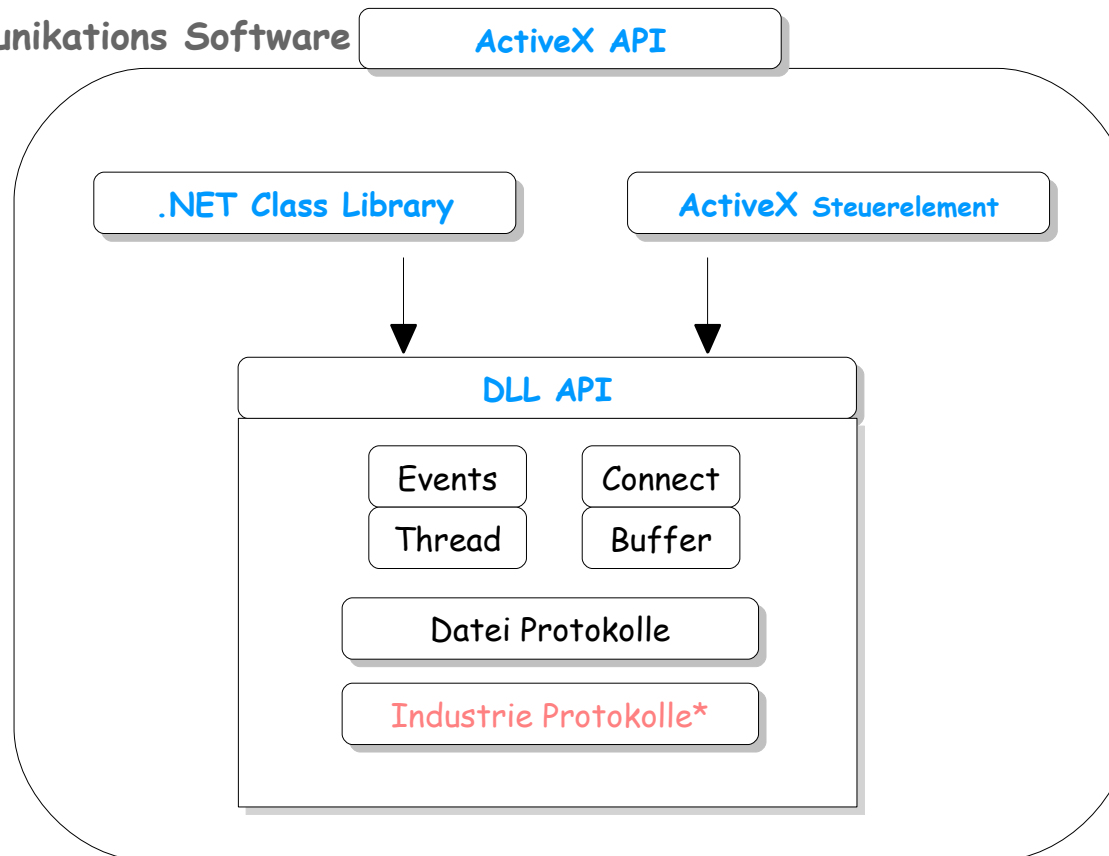 unikations Software
ActiveX API
.NET Class Library
ActiveX Steuerelement
DLL API
Events
Connect
Thread
Buffer
Datei Protokolle
Industrie Protokolle*